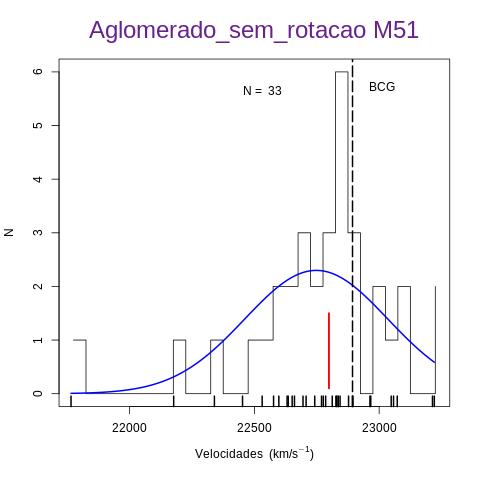 Aglomerado_sem_rotacao M51
N = 33
BCG
6
5
4
3
2
1
0
N
22000 22500 23000
Velocidades (km/s⁻¹)